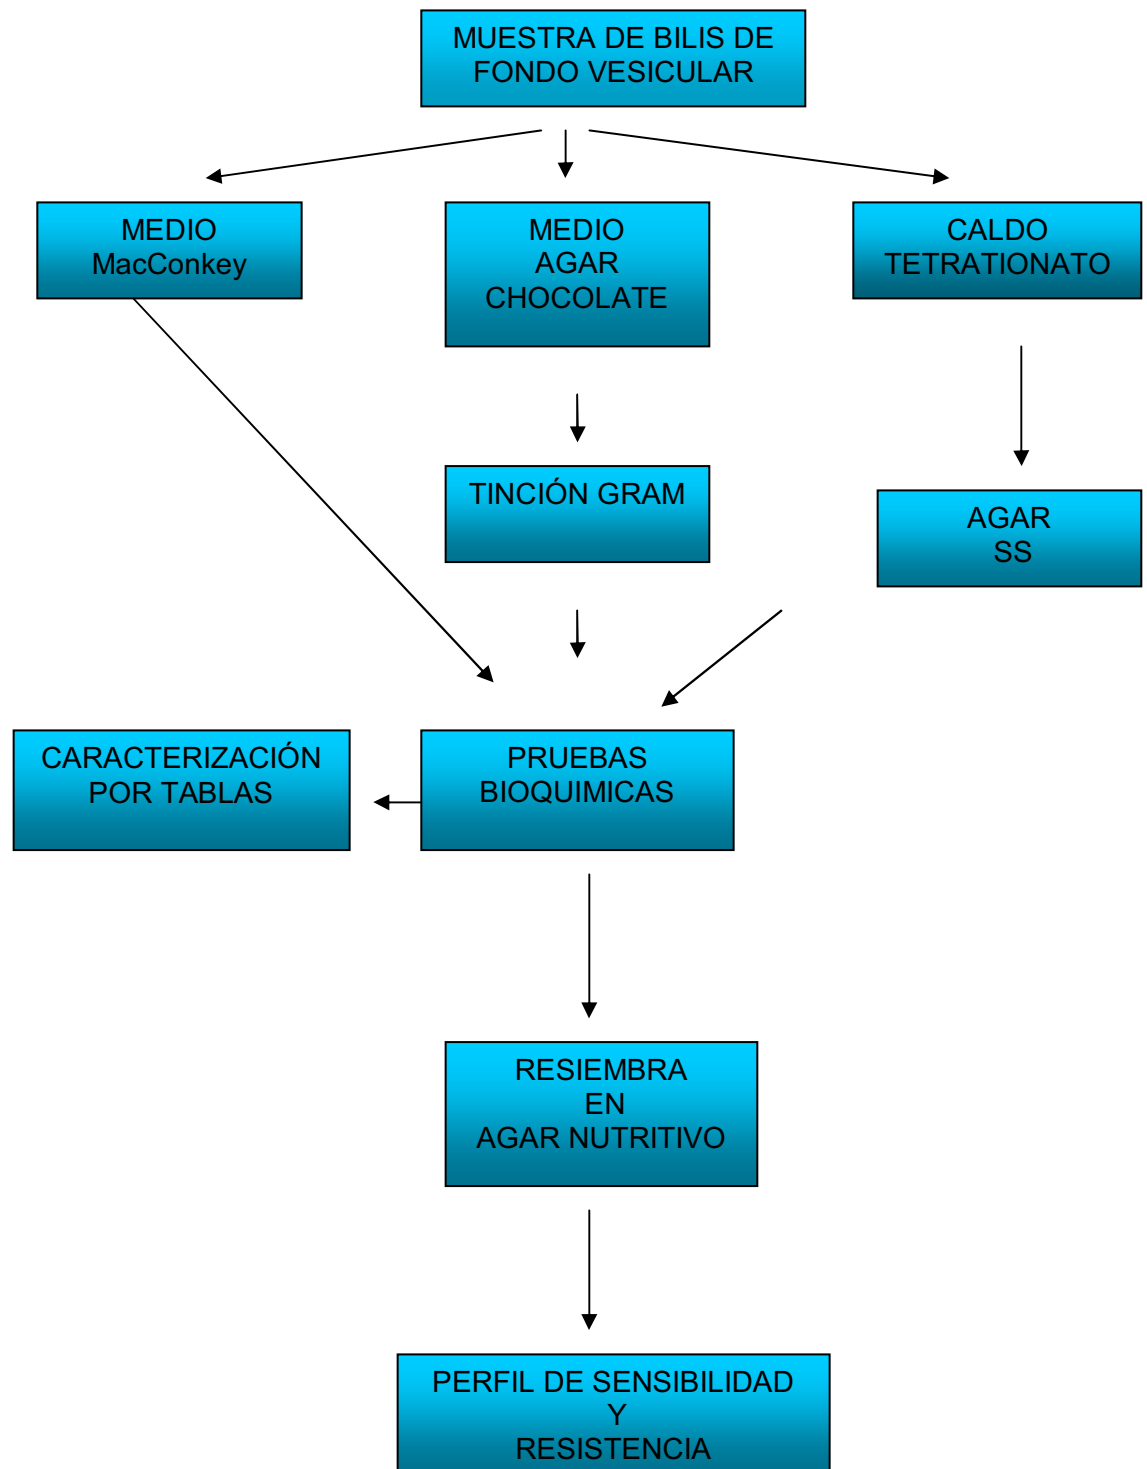 MUESTRA DE BILIS DE
FONDO VESICULAR
MEDIO
MacConkey
MEDIO
AGAR
CHOCOLATE
CALDO
TETRATIONATO
TINCIÓN GRAM
AGAR
SS
CARACTERIZACIÓN
POR TABLAS
PRUEBAS
BIOQUIMICAS
RESIEMBRA
EN
AGAR NUTRITIVO
PERFIL DE SENSIBILIDAD
Y
RESISTENCIA